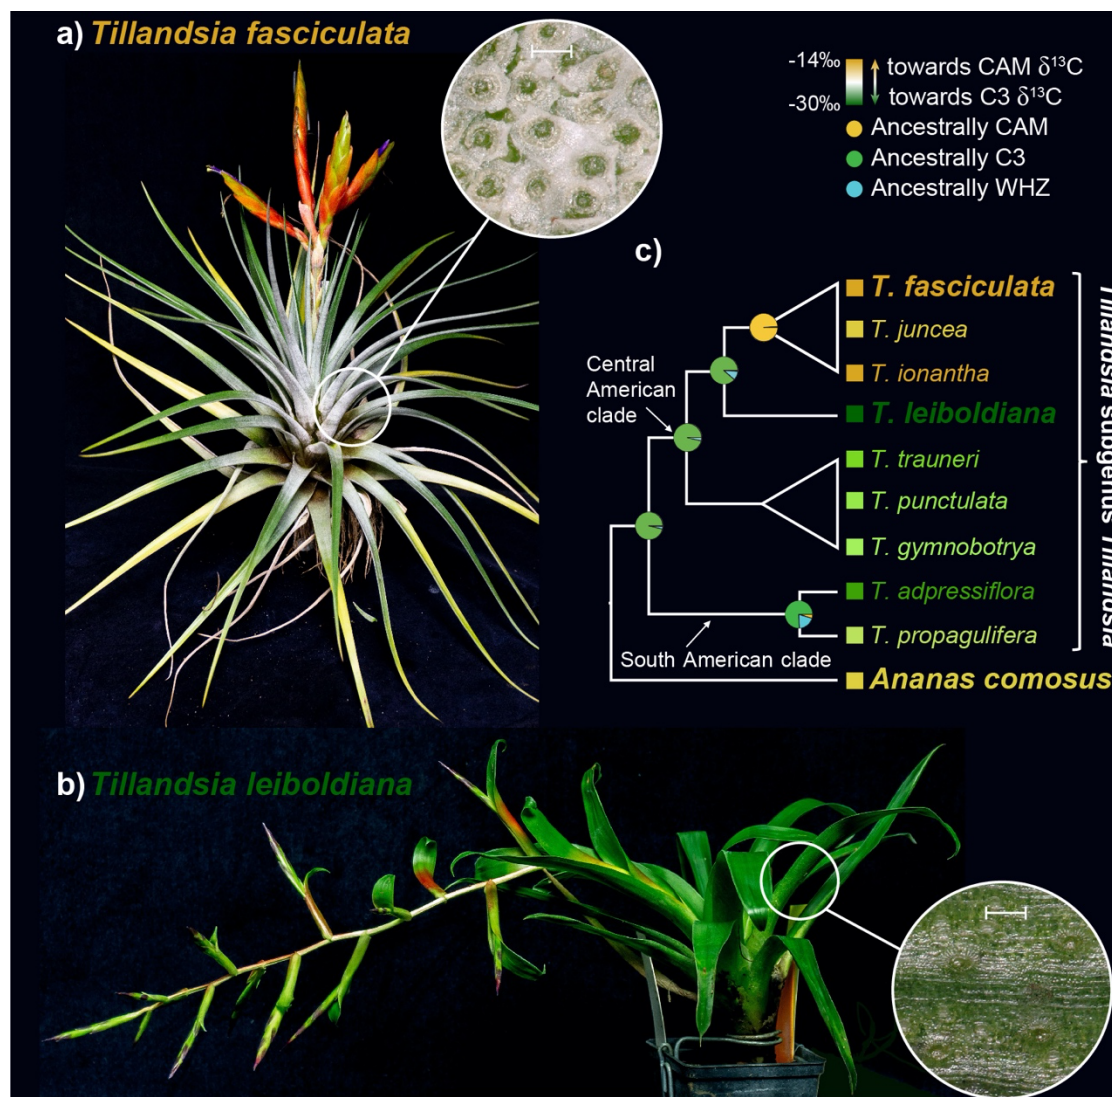 a) Tillandsia fasciculata
-14‰
-30‰
towards CAM δ¹³C
towards C3 δ¹³C
Ancestrally CAM
Ancestrally C3
Ancestrally WHZ
c)
Central
American
clade
South American clade
T. fasciculata
T. juncea
T. ionantha
T. leiboldiana
T. trauneri
T. punctulata
T. gymnobotrya
T. adpressiflora
T. propagulifera
Ananas comosus
Tillandsia subgenus Tillandsia
b) Tillandsia leiboldiana